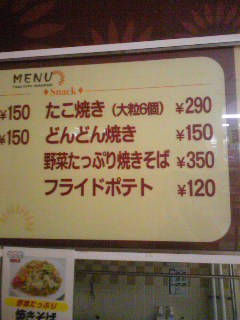 MENU
Snack
¥150 たこ焼き (大粒6個) ¥290
¥150 どんどん焼き ¥150
野菜たっぷり焼きそば ¥350
フライドポテト ¥120
野菜たっぷり
焼きそば